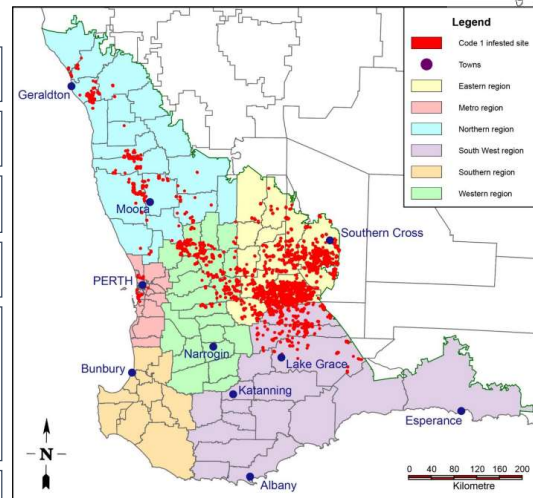 Legend
Code 1 infested site
Towns
Eastern region
Metro region
Northern region
South West region
Southern region
Western region
Geraldton
Moora
Southern Cross
PERTH
Narrogin
Lake Grace
Bunbury
Katanning
Esperance
Albany
N
0 40 80 120 160 200
Kilometre